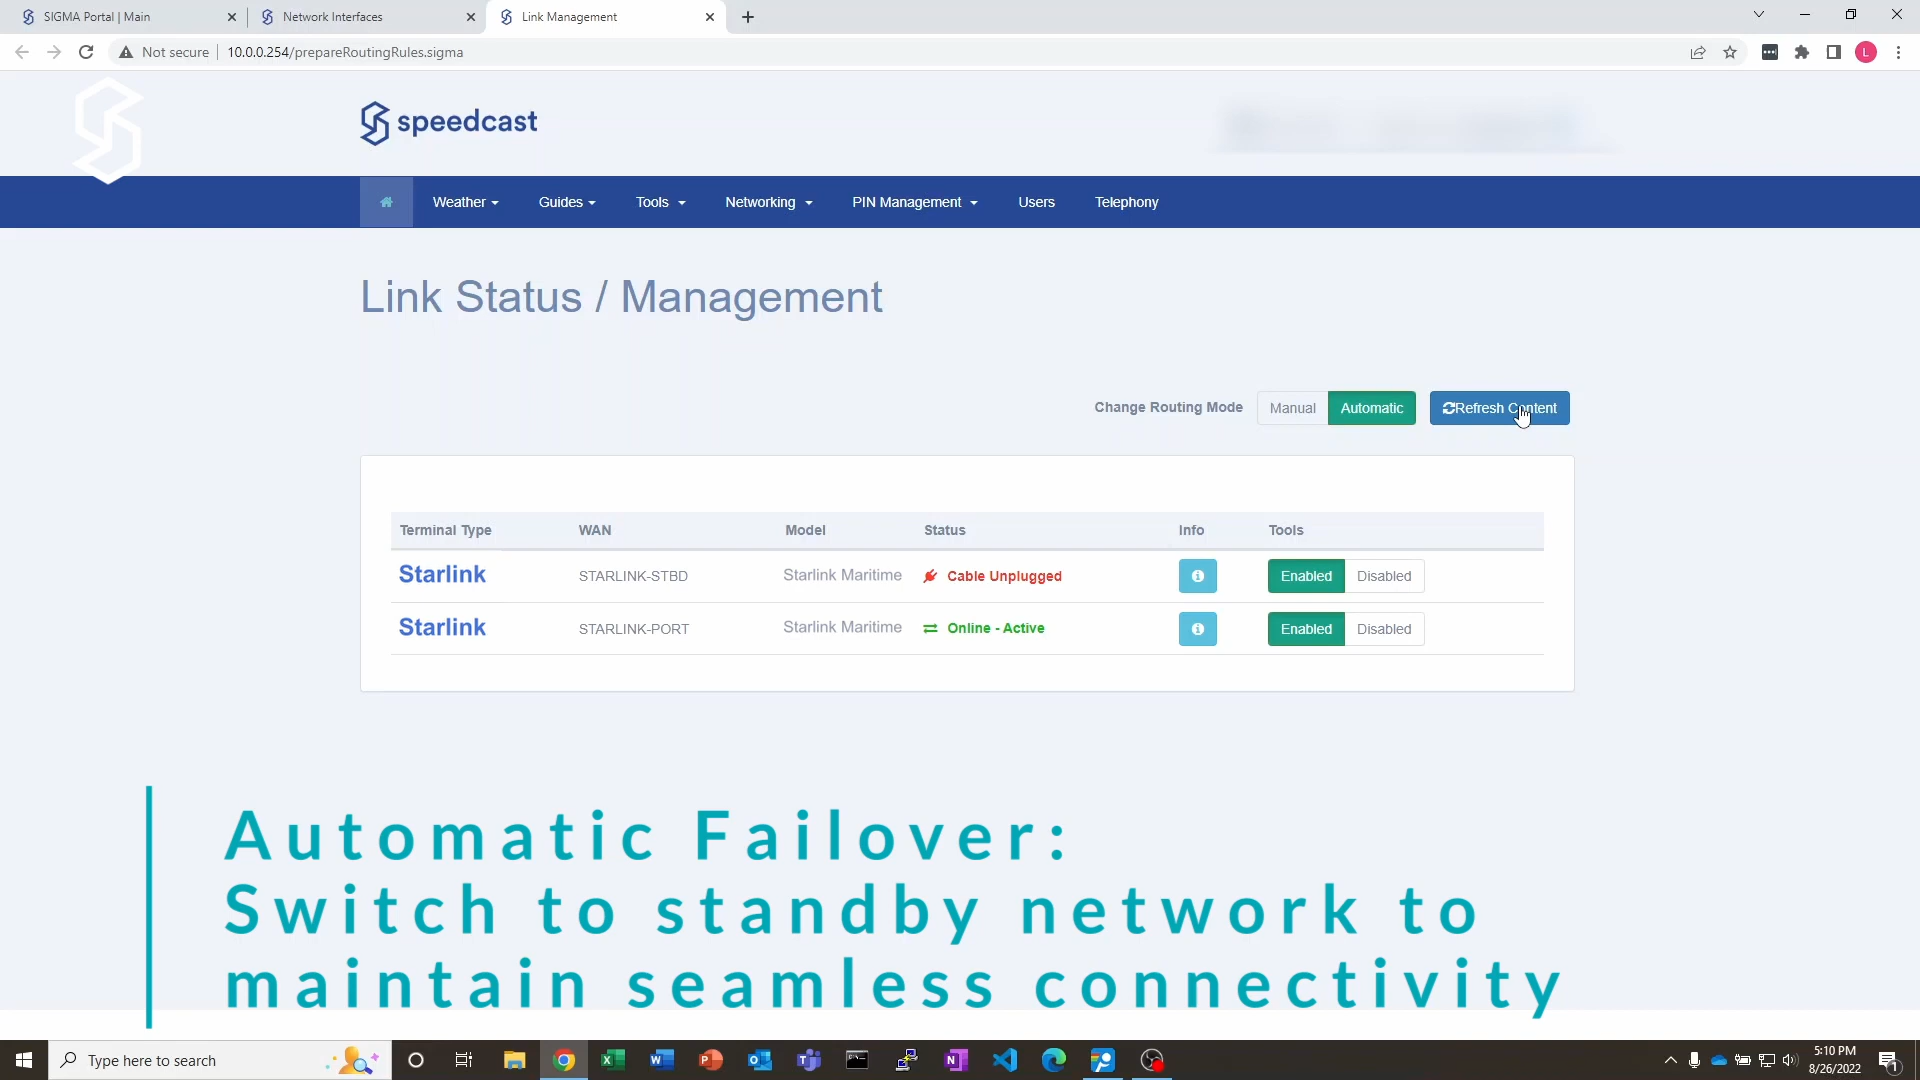 SIGMA Portal | Main
Network Interfaces
Link Management
Not secure
10.0.0.254/prepareRoutingRules.sigma
L
speedcast
Weather
Guides
Tools
Networking
PIN Management
Users
Telephony
Link Status / Management
Change Routing Mode
Manual
Automatic
Refresh Content
Terminal Type WAN Model Status Info Tools
Starlink STARLINK-STBD Starlink Maritime Cable Unplugged Enabled Disabled
Starlink STARLINK-PORT Starlink Maritime Online - Active Enabled Disabled
Automatic Failover:
Switch to standby network to
maintain seamless connectivity
Type here to search
5:10 PM
8/26/2022
1